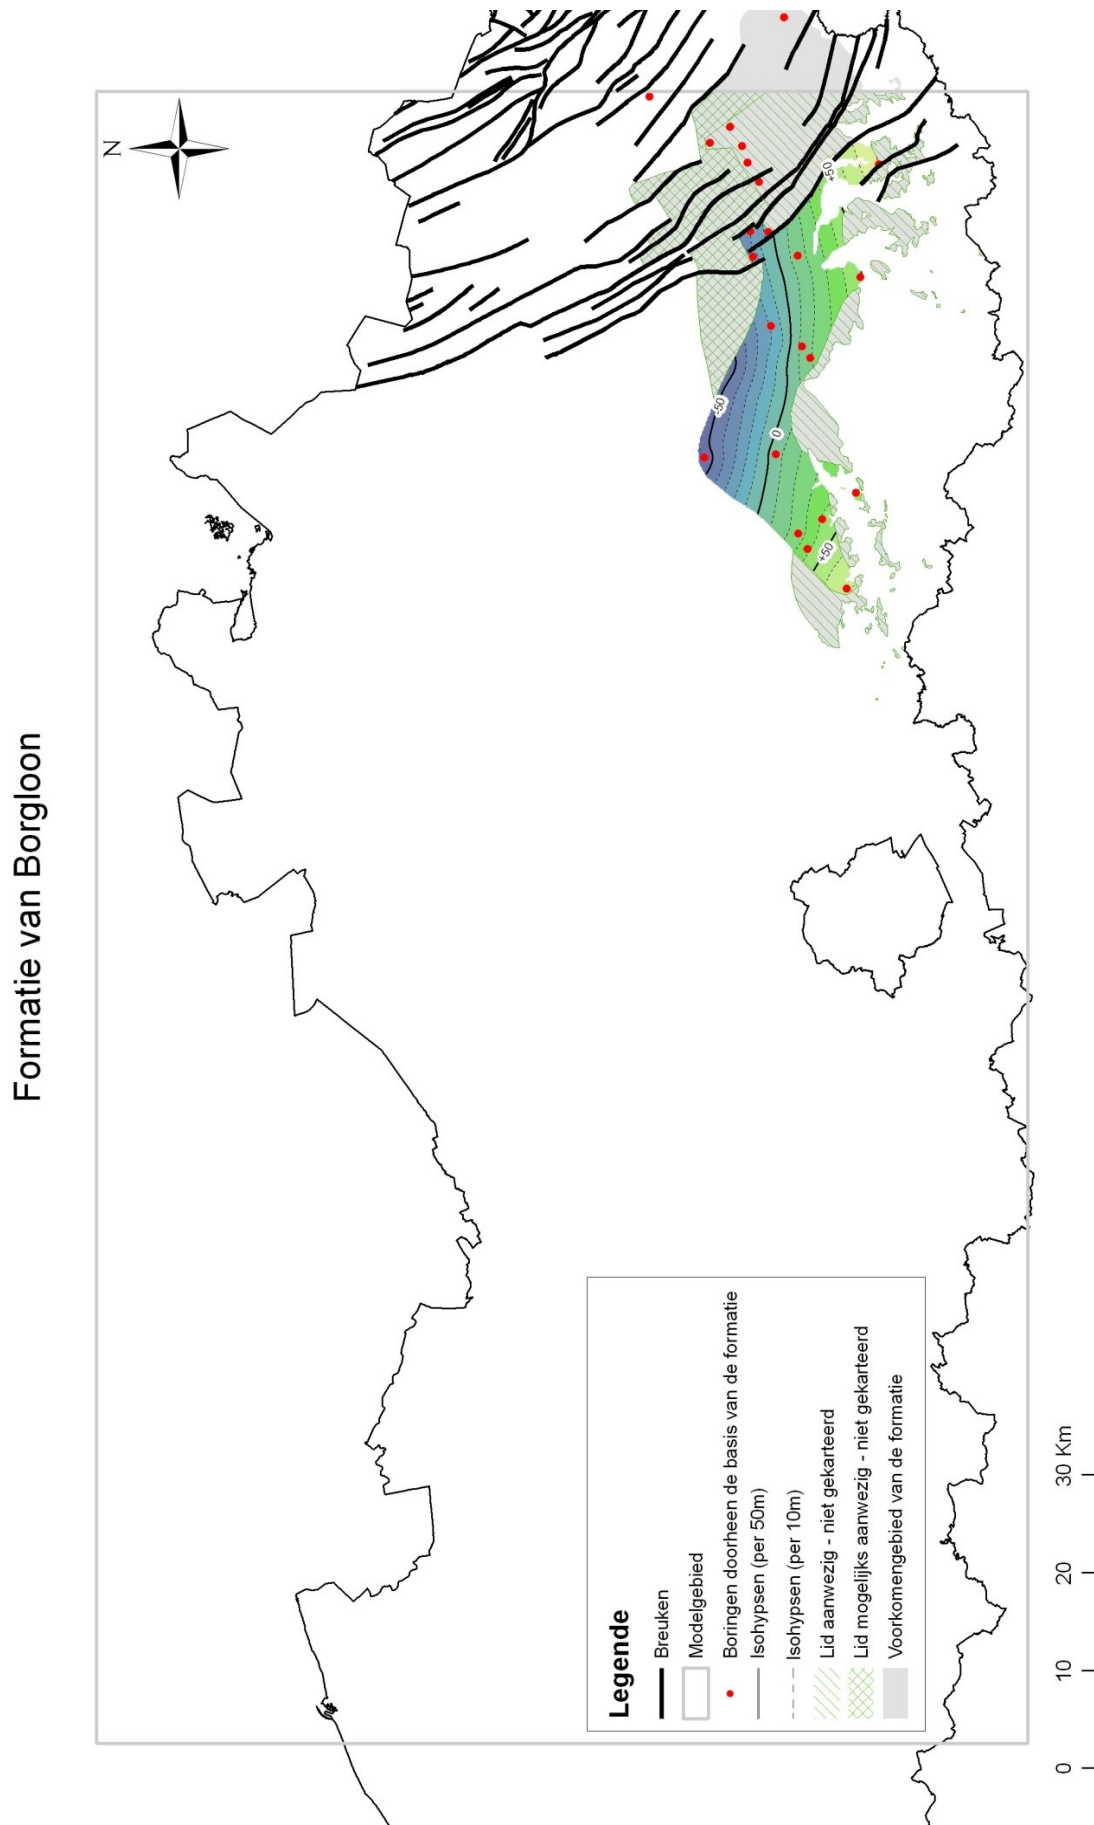 Formatie van Borgloon
N
-50
0
+50
+50
Legende
Breuken
Modelgebied
Boringen doorheen de basis van de formatie
Isohypsen (per 50m)
Isohypsen (per 10m)
Lid aanwezig - niet gekarteerd
Lid mogelijks aanwezig - niet gekarteerd
Voorkomengebied van de formatie
0 10 20 30 Km